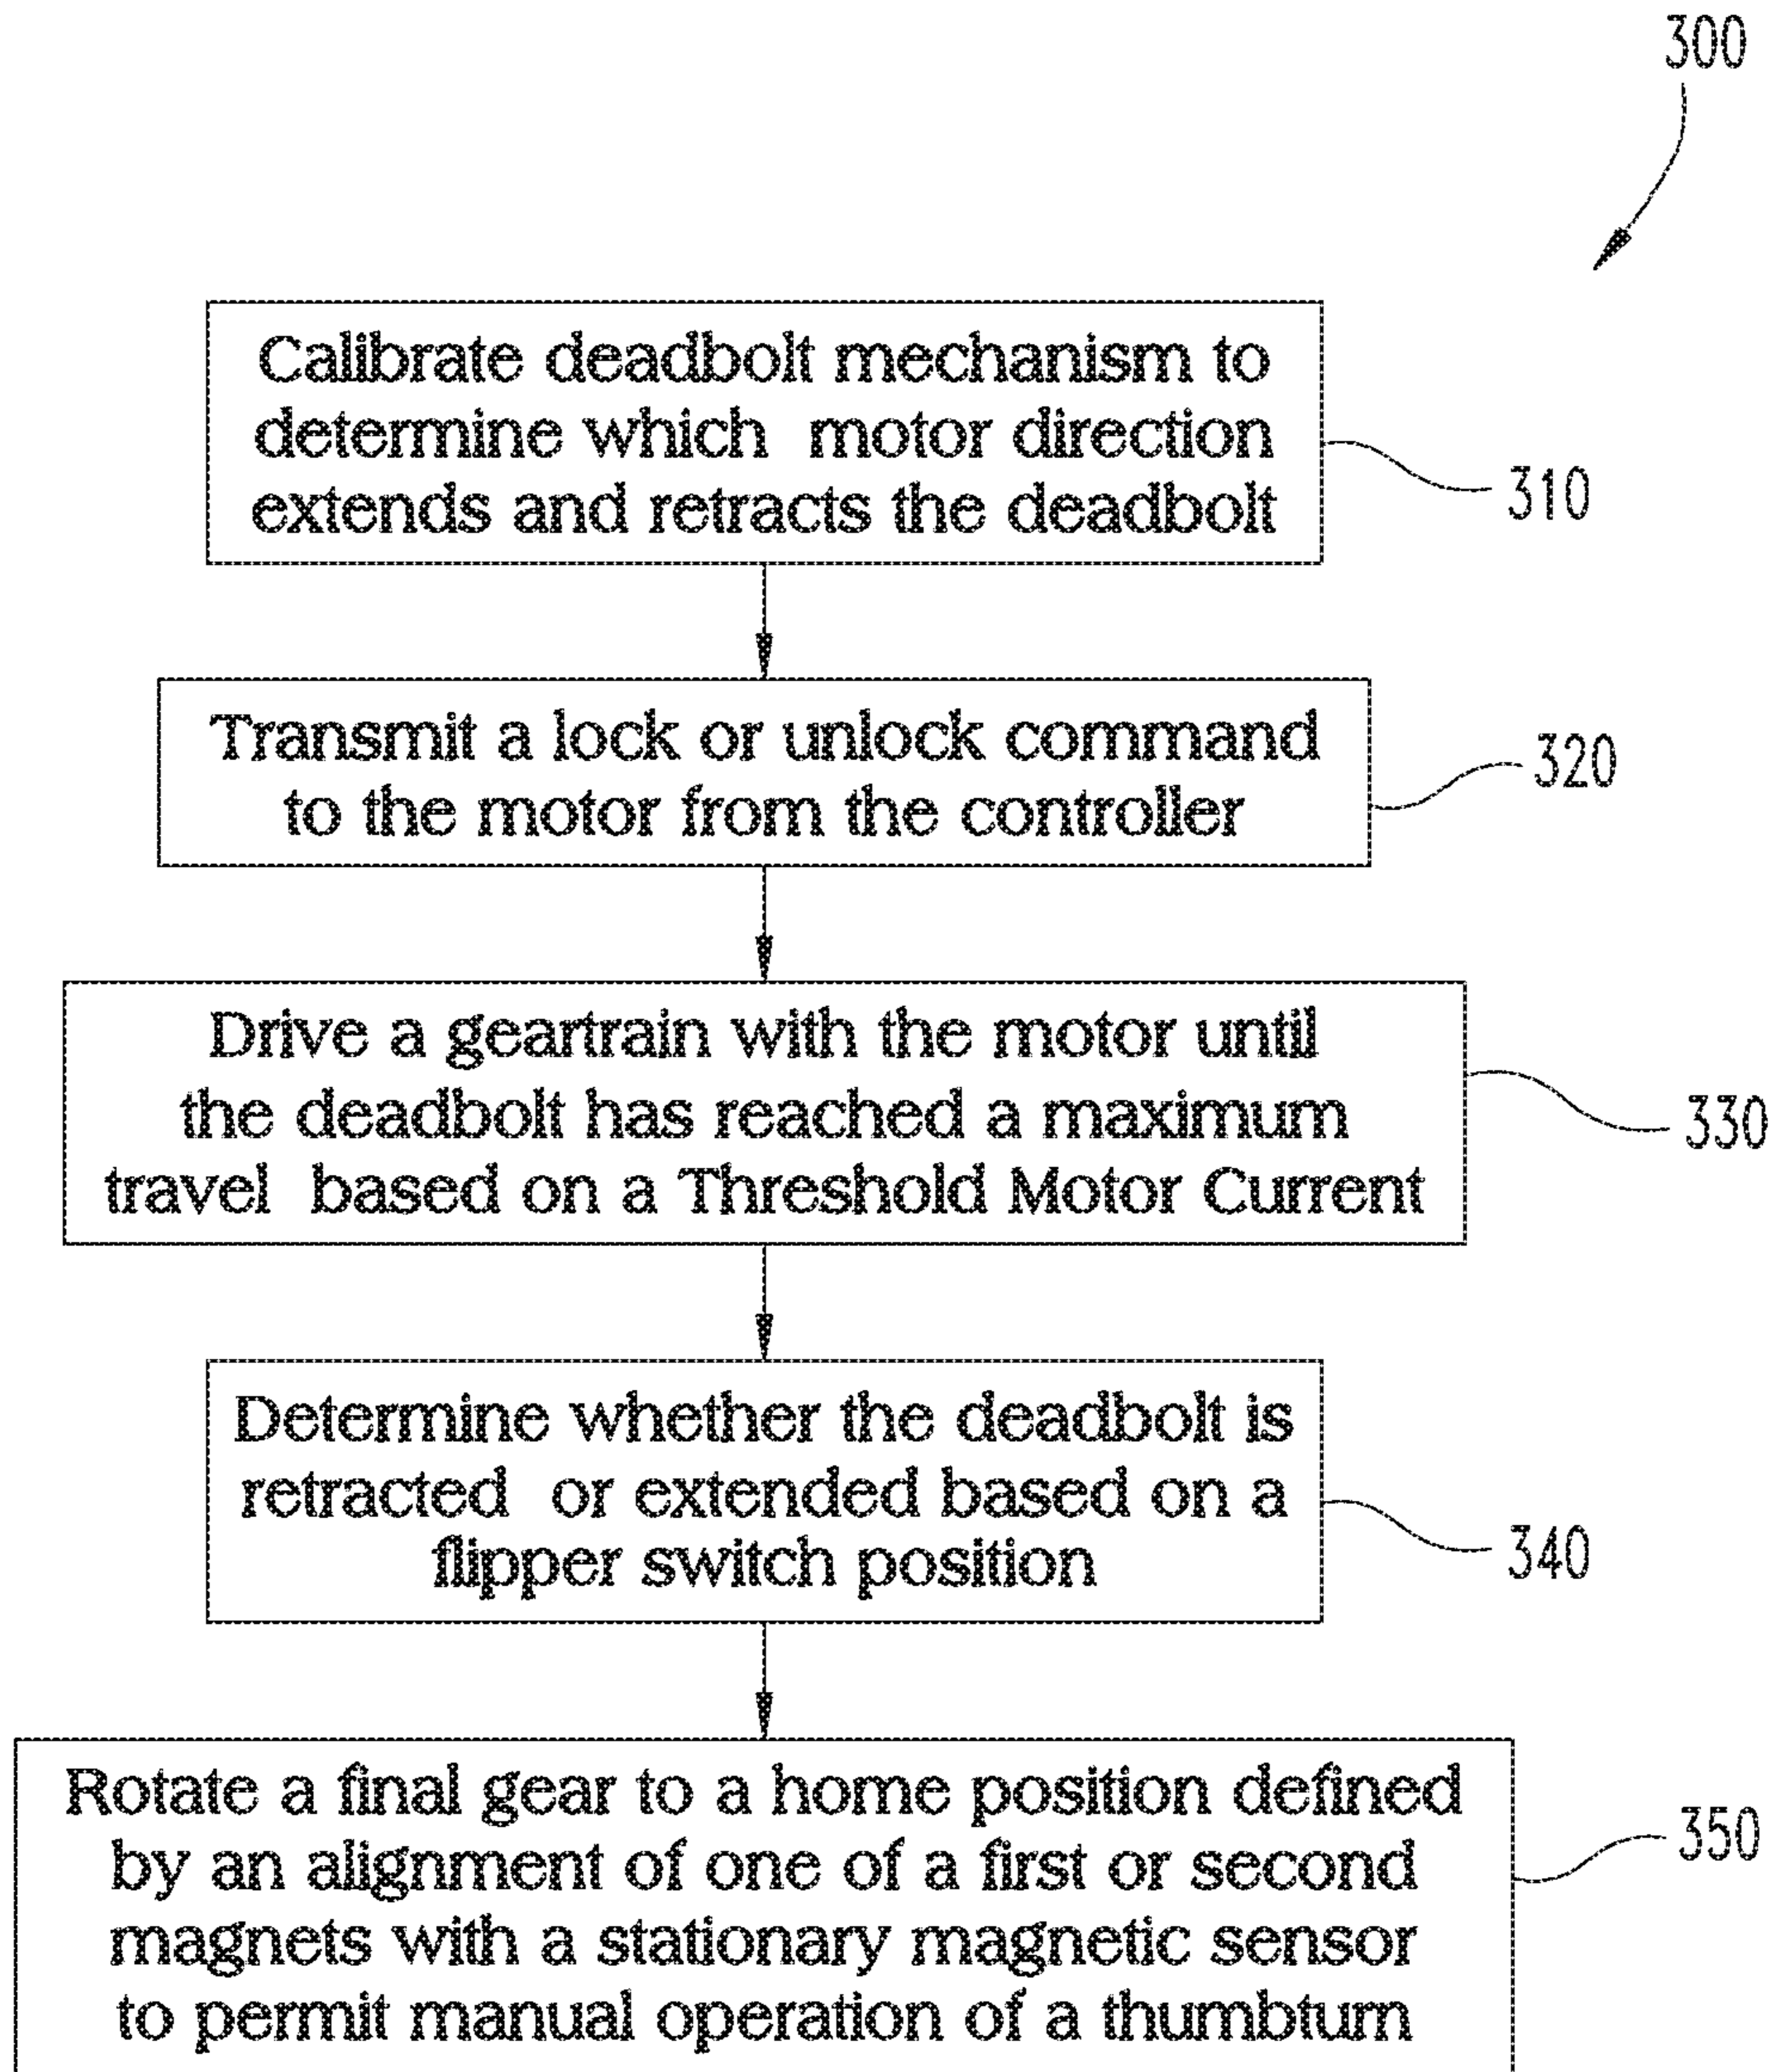 300
Calibrate deadbolt mechanism to
determine which motor direction
extends and retracts the deadbolt
310
Transmit a lock or unlock command
to the motor from the controller
320
Drive a geartrain with the motor until
the deadbolt has reached a maximum
travel based on a Threshold Motor Current
330
Determine whether the deadbolt is
retracted or extended based on a
flipper switch position
340
Rotate a final gear to a home position defined
by an alignment of one of a first or second
magnets with a stationary magnetic sensor
to permit manual operation of a thumbturn
350